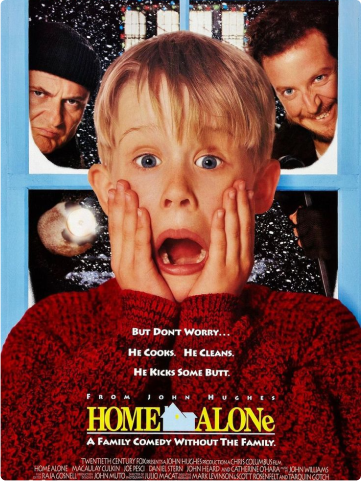 BUT DON'T WORRY...
HE COOKS. HE CLEANS.
HE KICKS SOME BUTT.
FROM JOHN HUGHES
HOME ALONe
A FAMILY COMEDY WITHOUT THE FAMILY.
TWENTIETH CENTURY FOX PRESENTS A JOHN HUGHES PRODUCTION A CHRIS COLUMBUS FILM
HOME ALONE MACAULAY CULKIN JOE PESCI DANIEL STERN JOHN HEARD AND CATHERINE O'HARA JOHN WILLIAMS
RAJA GOSNELL JOHN MUTO JULIO MACAT MARK LEVINSON, SCOTT ROSENFELT AND TARQUIN GOTCH